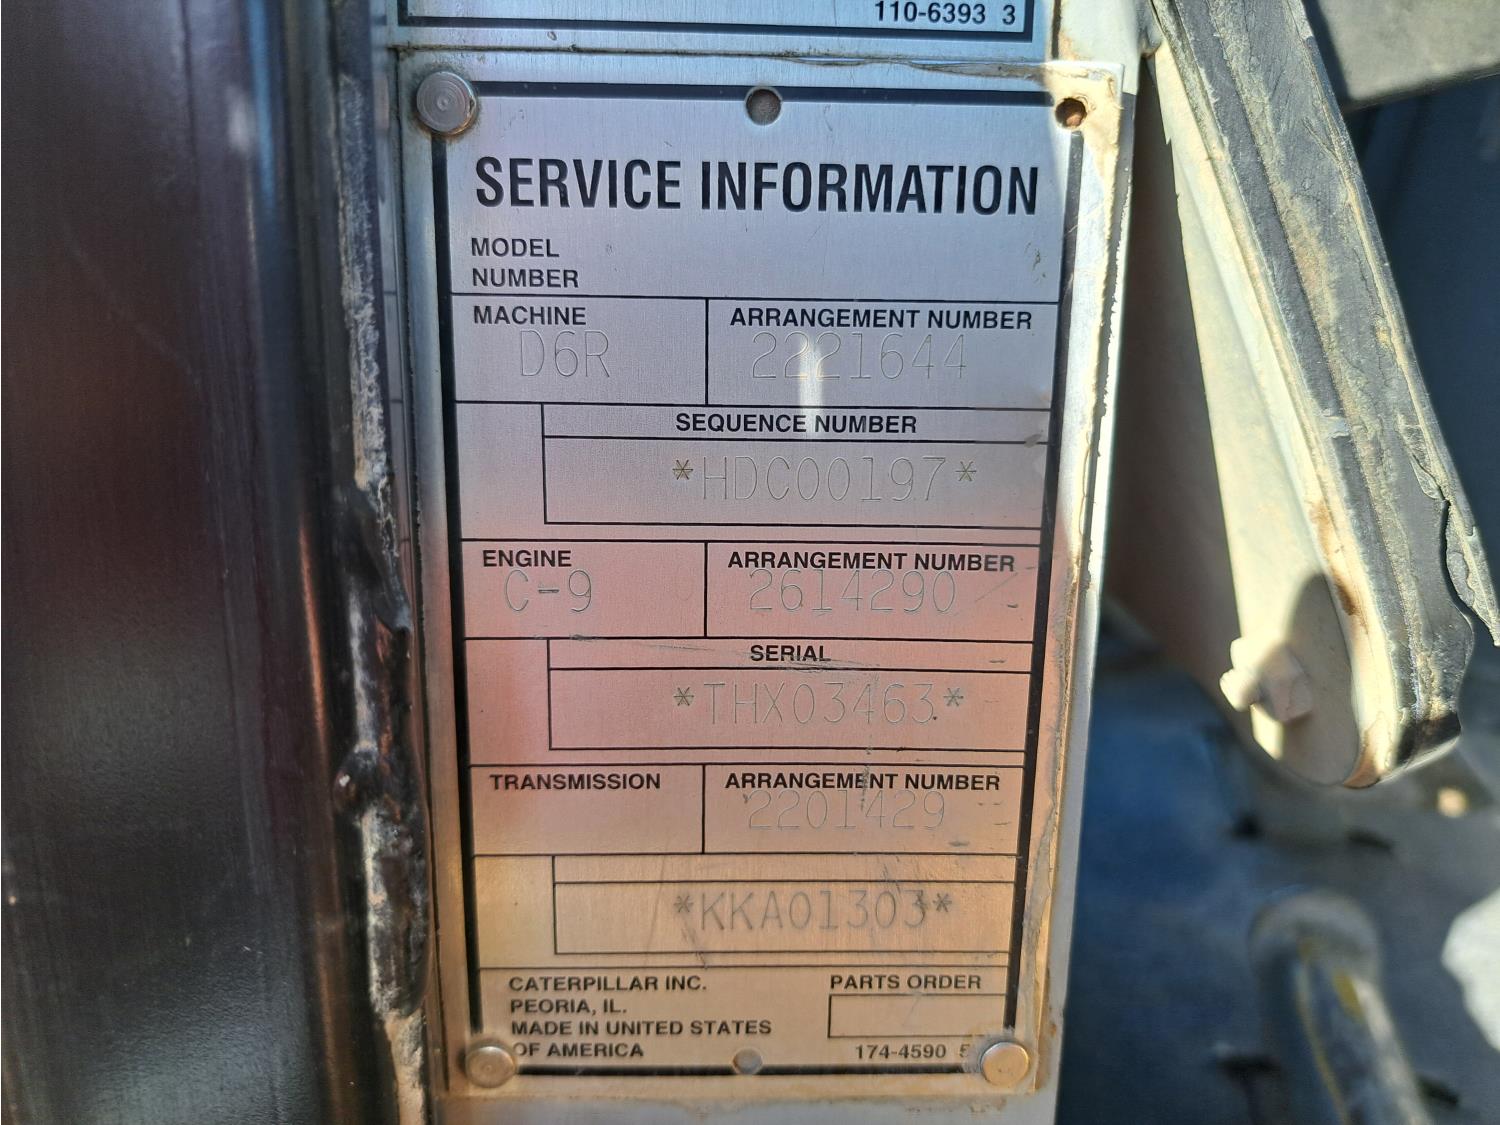 110-6393 3
SERVICE INFORMATION
MODEL
NUMBER
MACHINE
ARRANGEMENT NUMBER
D6R
2221644
SEQUENCE NUMBER
*HDC00197*
ENGINE
ARRANGEMENT NUMBER
C-9
2614290
SERIAL
*THX03463*
TRANSMISSION
ARRANGEMENT NUMBER
2201429
*KKA01303*
CATERPILLAR INC.
PEORIA, IL.
MADE IN UNITED STATES
OF AMERICA
PARTS ORDER
2
174-4590 5